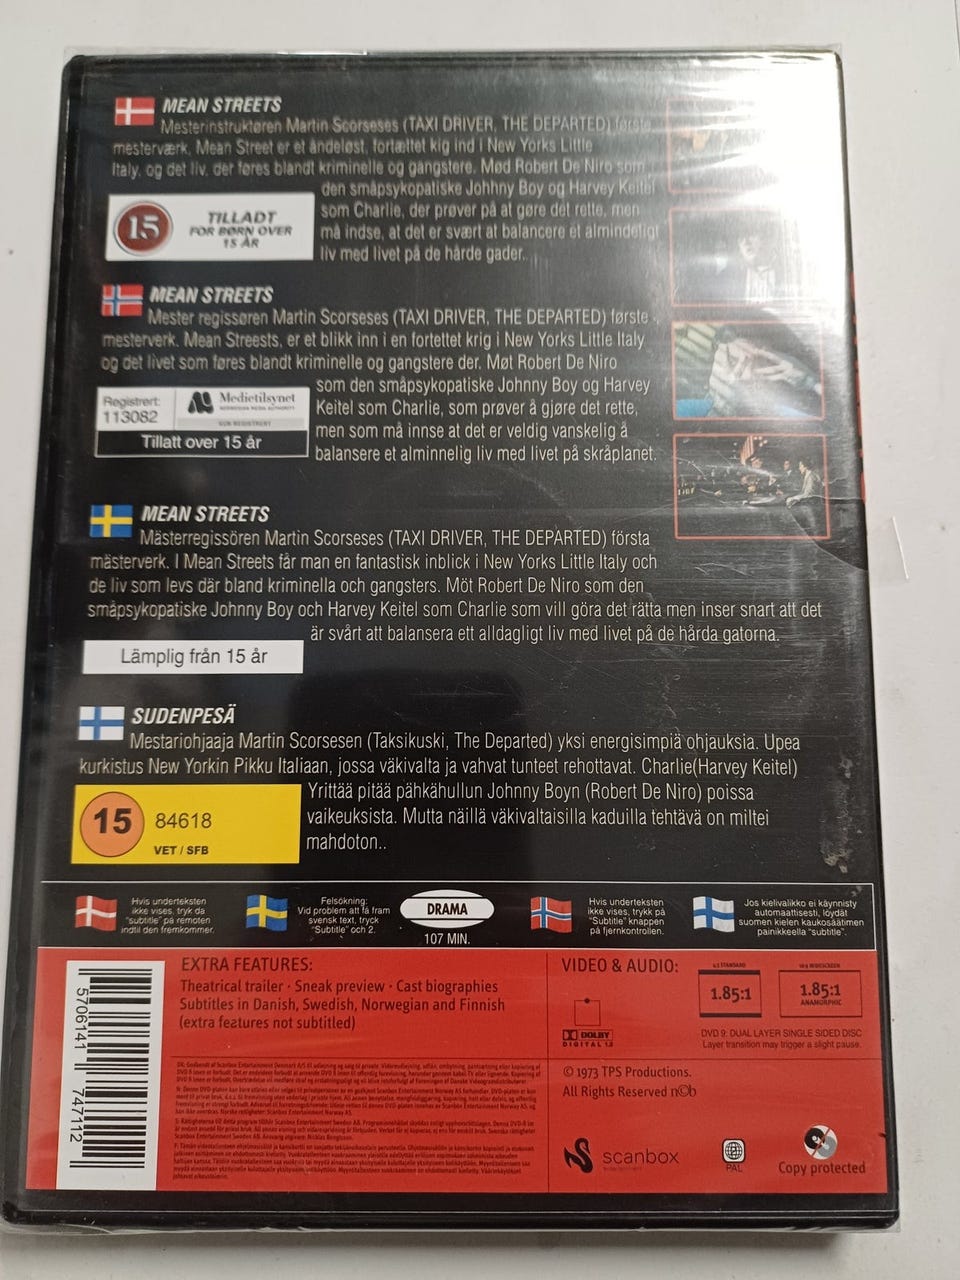 MEAN STREETS
Mesterinstruktøren Martin Scorseses (TAXI DRIVER, THE DEPARTED) første
mesterværk, Mean Street er et åndeløst, fortættet kig ind i New Yorks Little
Italy, og det liv, der føres blandt kriminelle og gangstere. Mød Robert De Niro som
den småpsykopatiske Johhny Boy og Harvey Keitel
som Charlie, der prøver på at gøre det rette, men
må indse, at det er svært at balancere et almindeligt
liv med livet på de hårde gader..
15
TILLADT
FOR BØRN OVER
15 ÅR
MEAN STREETS
Mester regissøren Martin Scorseses (TAXI DRIVER, THE DEPARTED) første
mesterverk. Mean Streests, er et blikk inn i en fortettet krig i New Yorks Little Italy
og det livet som føres blandt kriminelle og gangstere der. Møt Robert De Niro
som den småpsykopatiske Johnny Boy og Harvey
Keitel som Charlie, som prøver å gjøre det rette,
men som må innse at det er veldig vanskelig å
balansere et alminnelig liv med livet på skråplanet.
Registrert:
113082
Medietilsynet
NORWEGIAN MEDIA AUTHORITY
Tillatt over 15 år
MEAN STREETS
Mästerregissören Martin Scorseses (TAXI DRIVER, THE DEPARTED) första
mästerverk. I Mean Streets får man en fantastisk inblick i New Yorks Little Italy och
de liv som levs där bland kriminella och gangsters. Möt Robert De Niro som den
småpsykopatiske Johnny Boy och Harvey Keitel som Charlie som vill göra det rätta men inser snart att det
är svårt att balansera ett alldagligt liv med livet på de hårda gatorna.
Lämplig från 15 år
SUDENPESÄ
Mestariohjaaja Martin Scorsesen (Taksikuski, The Departed) yksi energisimpiä ohjauksia. Upea
kurkistus New Yorkin Pikku Italiaan, jossa väkivalta ja vahvat tunteet rehottavat. Charlie(Harvey Keitel)
Yrittää pitää pähkähullun Johnny Boyn (Robert De Niro) poissa
vaikeuksista. Mutta näillä väkivaltaisilla kaduilla tehtävä on miltei
mahdoton..
15
84618
VET / SFB
Hvis underteksten
ikke vises, tryk da
"subtitle" på remoten
indtil den fremkommer.
Felsökning:
Vid problem att få fram
svensk text, tryck
"Subtitle" och 2.
DRAMA
107 MIN.
Hvis underteksten
ikke vises, trykk på
"Subtitle" knappen
på fjernkontrollen.
Jos kielivalikko ei käynnisty
automaattisesti, löydät
suomen kielen kaukosäätimen
painikkeella "subtitle".
EXTRA FEATURES:
Theatrical trailer · Sneak preview · Cast biographies
Subtitles in Danish, Swedish, Norwegian and Finnish
(extra features not subtitled)
VIDEO & AUDIO:
DOLBY
DIGITAL
4:3 STANDARD
1.85:1
16:9 WIDESCREEN
1.85:1
ANAMORPHIC
DVD 9: DUAL LAYER SINGLE SIDED DISC
Layer transition may trigger a slight pause.
© 1973 TPS Productions.
All Rights Reserved
scanbox
PAL
Copy protected
5706141 747112